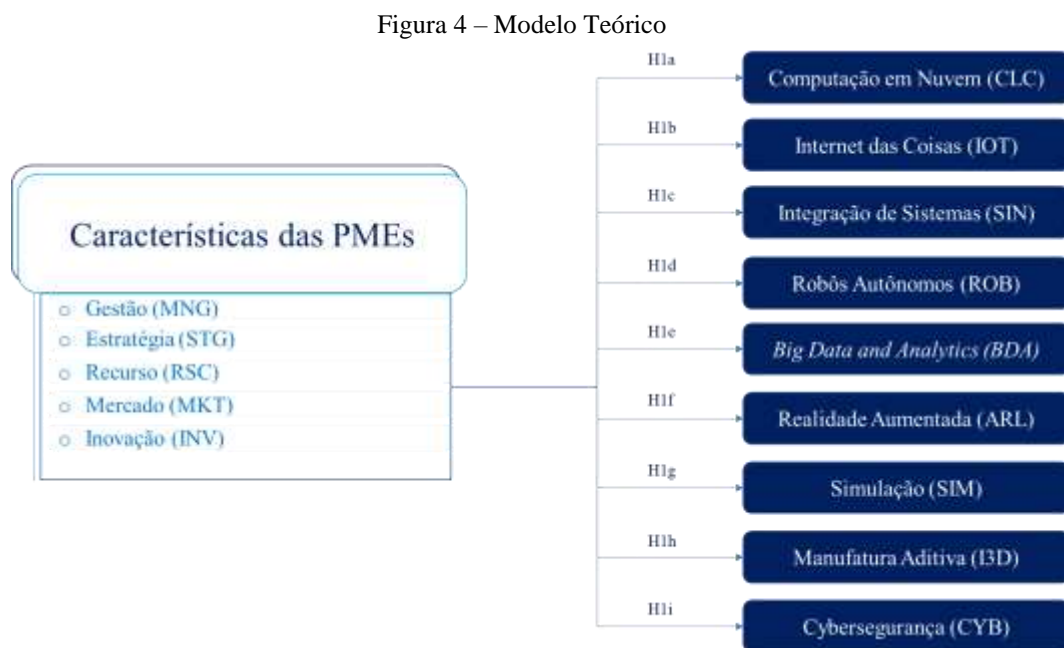 Figura 4 – Modelo Teórico
Características das PMEs
Gestão (MNG)
Estratégia (STG)
Recurso (RSC)
Mercado (MKT)
Inovação (INV)
H1a
Computação em Nuvem (CLC)
H1b
Internet das Coisas (IOT)
H1c
Integração de Sistemas (SIN)
H1d
Robôs Autônomos (ROB)
H1e
Big Data and Analytics (BDA)
H1f
Realidade Aumentada (ARL)
H1g
Simulação (SIM)
H1h
Manufatura Aditiva (I3D)
H1i
Cybersegurança (CYB)